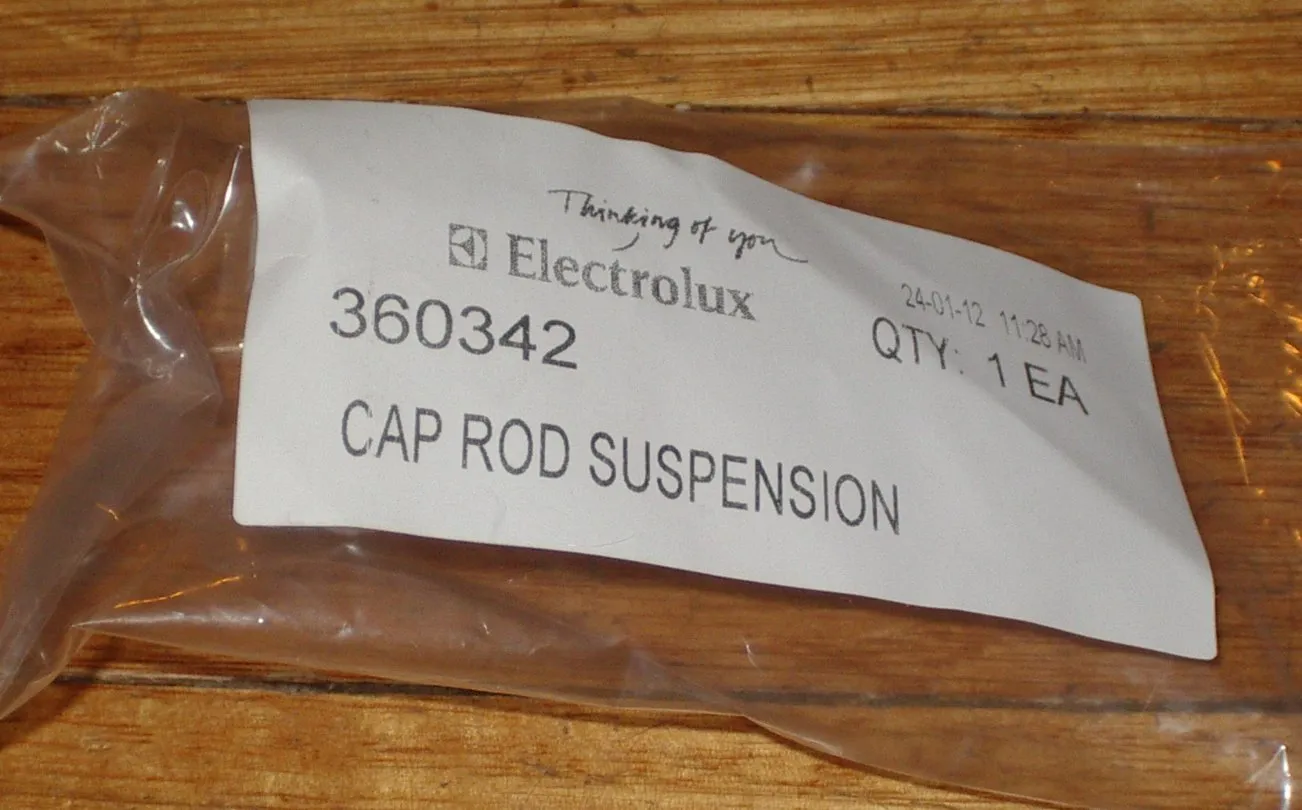 Thinking of you
Electrolux
24-01-12 11:28 AM
360342
QTY: 1 EA
CAP ROD SUSPENSION